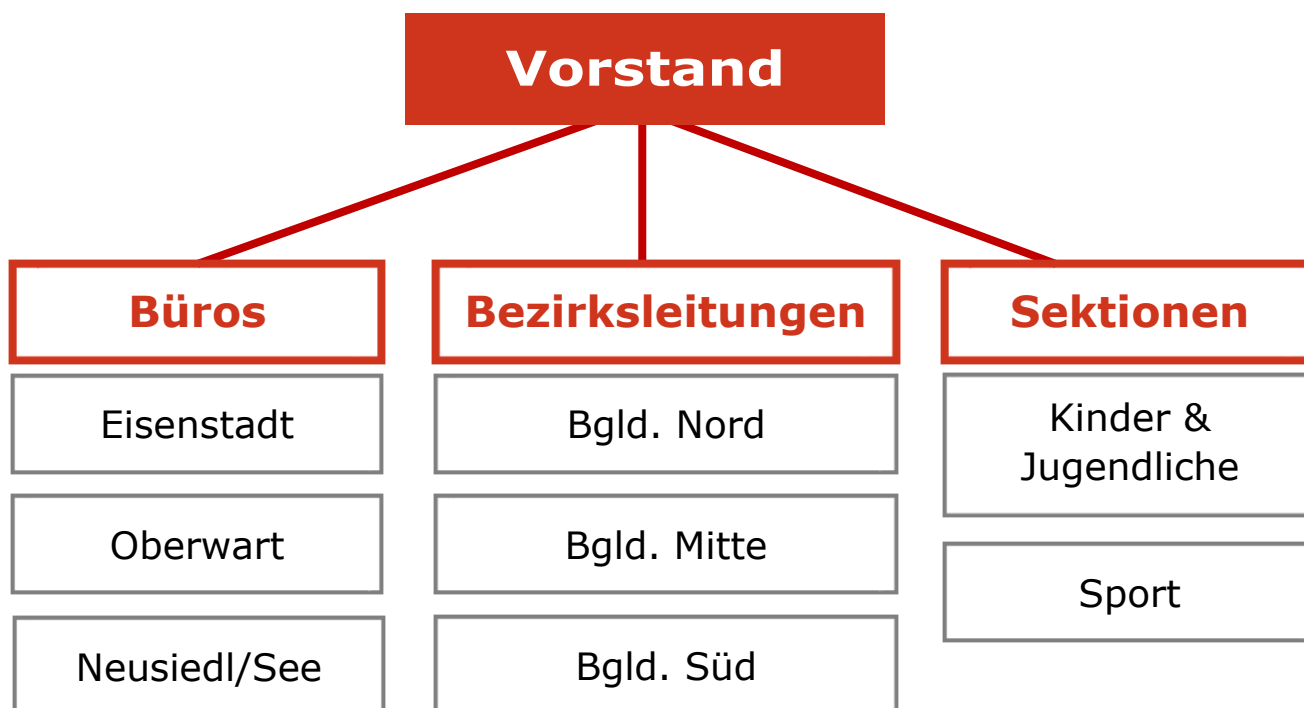 Vorstand
Büros
Eisenstadt
Oberwart
Neusiedl/See
Bezirksleitungen
Bgld. Nord
Bgld. Mitte
Bgld. Süd
Sektionen
Kinder &
Jugendliche
Sport